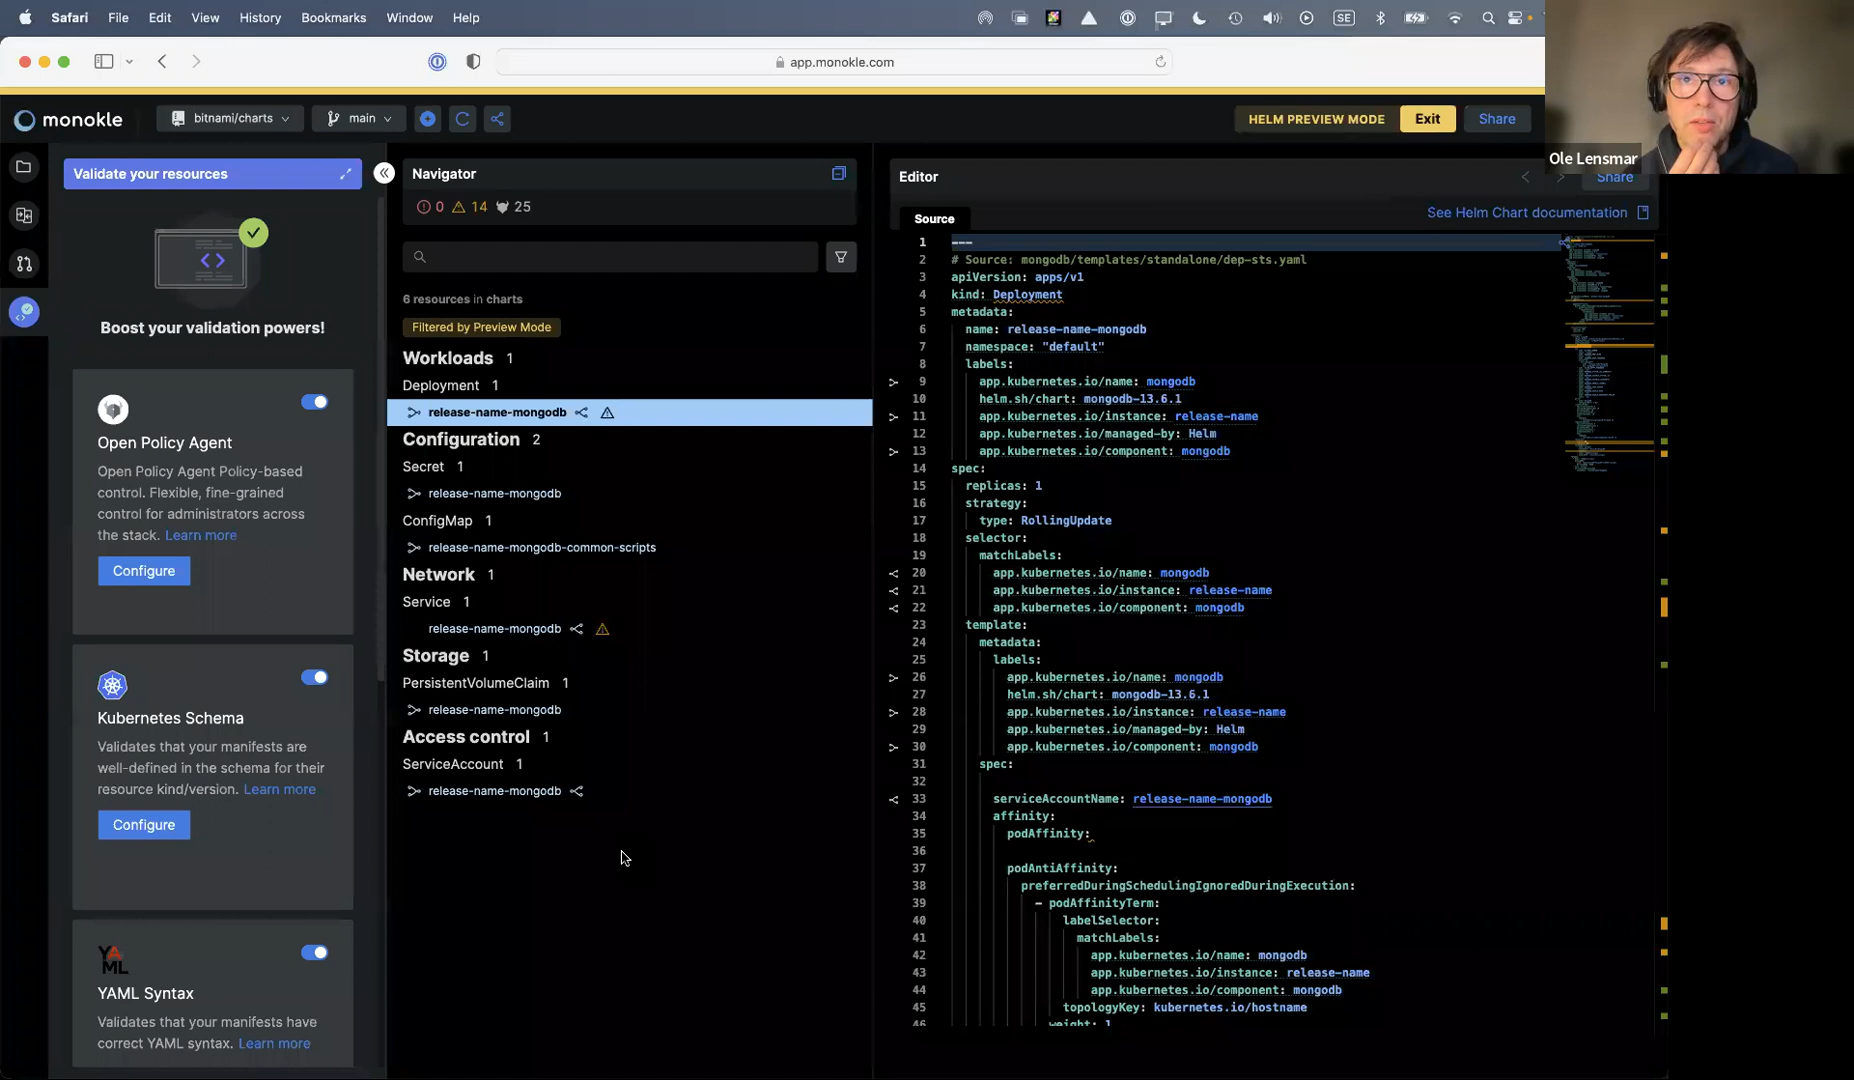 Safari File Edit View History Bookmarks Window Help
SE
app.monokle.com
monokle
bitnami/charts
main
HELM PREVIEW MODE
Exit
Share
Ole Lensmar
Validate your resources
Boost your validation powers!
Open Policy Agent
Open Policy Agent Policy-based
control. Flexible, fine-grained
control for administrators across
the stack. Learn more
Configure
Kubernetes Schema
Validates that your manifests are
well-defined in the schema for their
resource kind/version. Learn more
Configure
YAML
YAML Syntax
Validates that your manifests have
correct YAML syntax. Learn more
Navigator
0 14 25
6 resources in charts
Filtered by Preview Mode
Workloads 1
Deployment 1
release-name-mongodb
Configuration 2
Secret 1
release-name-mongodb
ConfigMap 1
release-name-mongodb-common-scripts
Network 1
Service 1
release-name-mongodb
Storage 1
PersistentVolumeClaim 1
release-name-mongodb
Access control 1
ServiceAccount 1
release-name-mongodb
Editor
Share
See Helm Chart documentation
Source
1 ---
2 # Source: mongodb/templates/standalone/dep-sts.yaml
3 apiVersion: apps/v1
4 kind: Deployment
5 metadata:
6 name: release-name-mongodb
7 namespace: "default"
8 labels:
9 app.kubernetes.io/name: mongodb
10 helm.sh/chart: mongodb-13.6.1
11 app.kubernetes.io/instance: release-name
12 app.kubernetes.io/managed-by: Helm
13 app.kubernetes.io/component: mongodb
14 spec:
15 replicas: 1
16 strategy:
17 type: RollingUpdate
18 selector:
19 matchLabels:
20 app.kubernetes.io/name: mongodb
21 app.kubernetes.io/instance: release-name
22 app.kubernetes.io/component: mongodb
23 template:
24 metadata:
25 labels:
26 app.kubernetes.io/name: mongodb
27 helm.sh/chart: mongodb-13.6.1
28 app.kubernetes.io/instance: release-name
29 app.kubernetes.io/managed-by: Helm
30 app.kubernetes.io/component: mongodb
31 spec:
32
33 serviceAccountName: release-name-mongodb
34 affinity:
35 podAffinity:
36
37 podAntiAffinity:
38 preferredDuringSchedulingIgnoredDuringExecution:
39 - podAffinityTerm:
40 labelSelector:
41 matchLabels:
42 app.kubernetes.io/name: mongodb
43 app.kubernetes.io/instance: release-name
44 app.kubernetes.io/component: mongodb
45 topologyKey: kubernetes.io/hostname
46 weight: 1